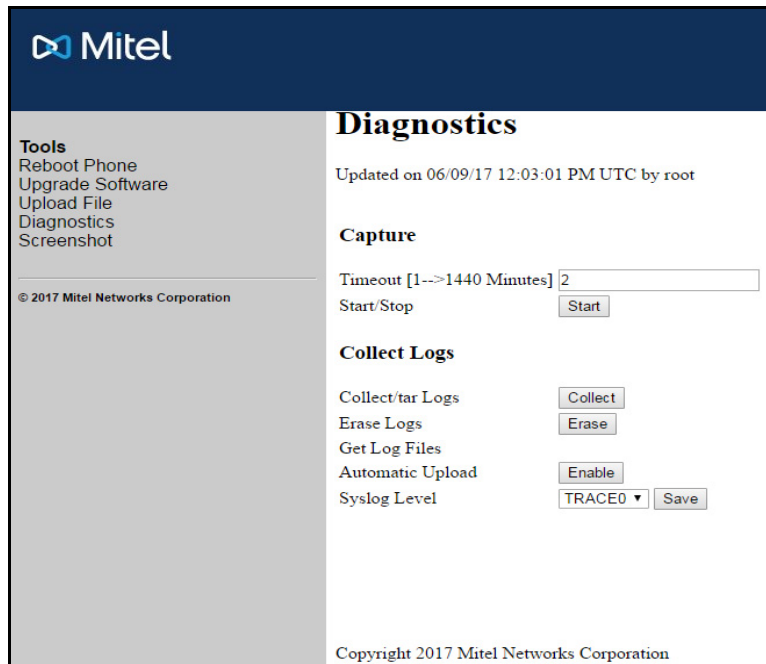 Mitel
Tools
Reboot Phone
Upgrade Software
Upload File
Diagnostics
Screenshot
© 2017 Mitel Networks Corporation
Diagnostics
Updated on 06/09/17 12:03:01 PM UTC by root
Capture
Timeout [1-->1440 Minutes] 2
Start/Stop Start
Collect Logs
Collect/tar Logs Collect
Erase Logs Erase
Get Log Files
Automatic Upload Enable
Syslog Level TRACE0 Save
Copyright 2017 Mitel Networks Corporation